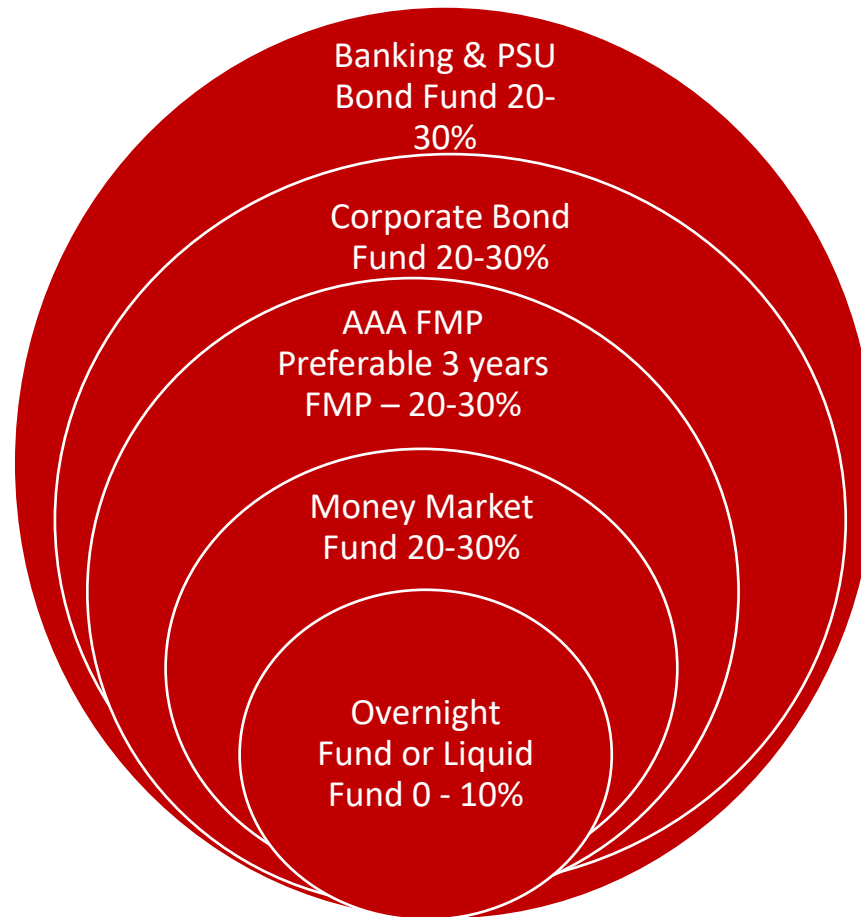 Banking & PSU
Bond Fund 20-
30%
Corporate Bond
Fund 20-30%
AAA FMP
Preferable 3 years
FMP – 20-30%
Money Market
Fund 20-30%
Overnight
Fund or Liquid
Fund 0 - 10%